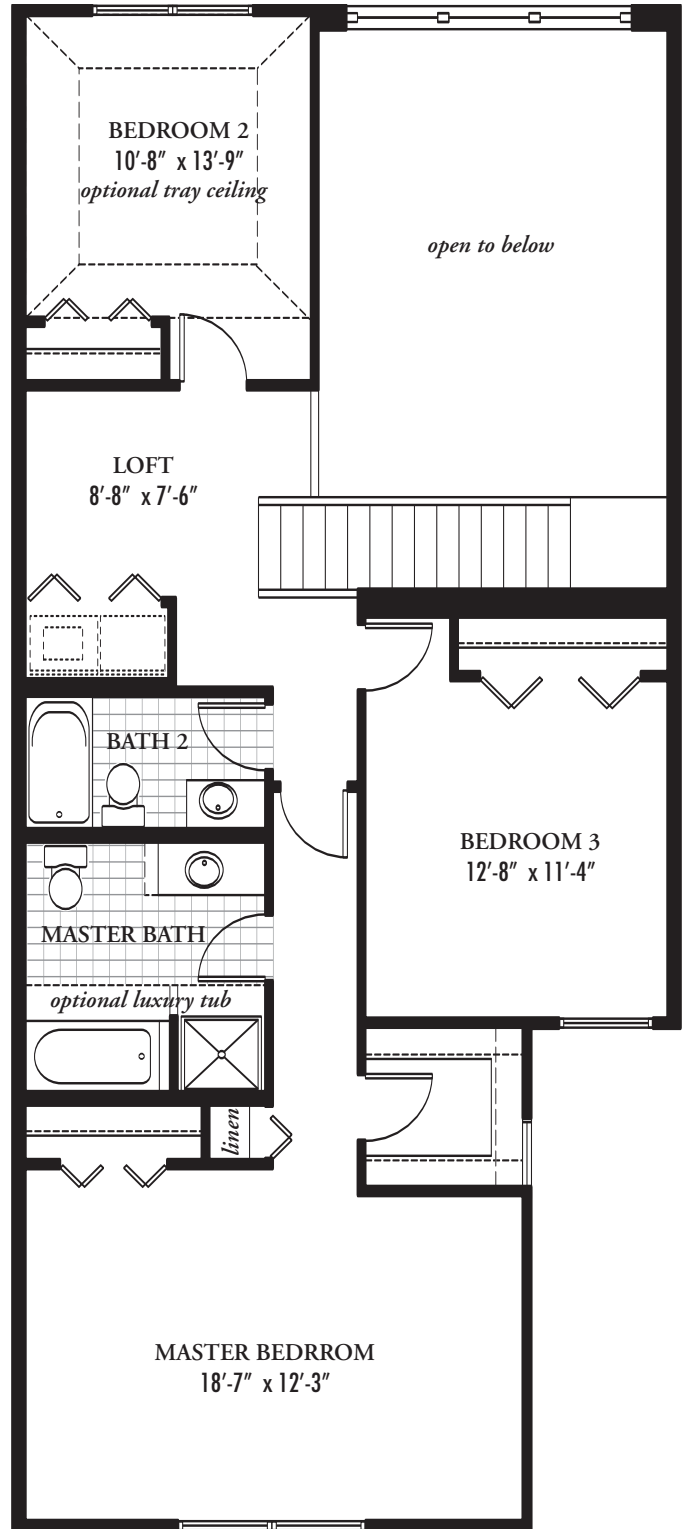 BEDROOM 2
10'-8" x 13'-9"
optional tray ceiling
open to below
LOFT
8'-8" x 7'-6"
BATH 2
BEDROOM 3
12'-8" x 11'-4"
MASTER BATH
optional luxury tub
linen
MASTER BEDRROM
18'-7" x 12'-3"